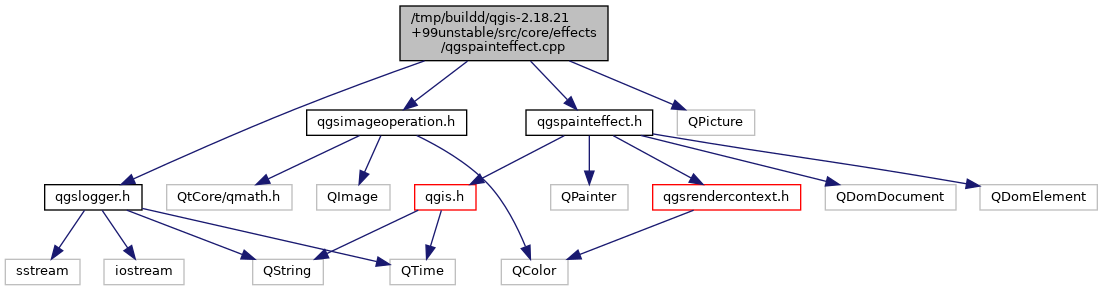 /tmp/buildd/qgis-2.18.21
+99unstable/src/core/effects
/qgspainteffect.cpp
qgsimageoperation.h
qgspainteffect.h
QPicture
qgslogger.h
QtCore/qmath.h
QImage
qgis.h
QPainter
qgsrendercontext.h
QDomDocument
QDomElement
sstream
iostream
QString
QTime
QColor